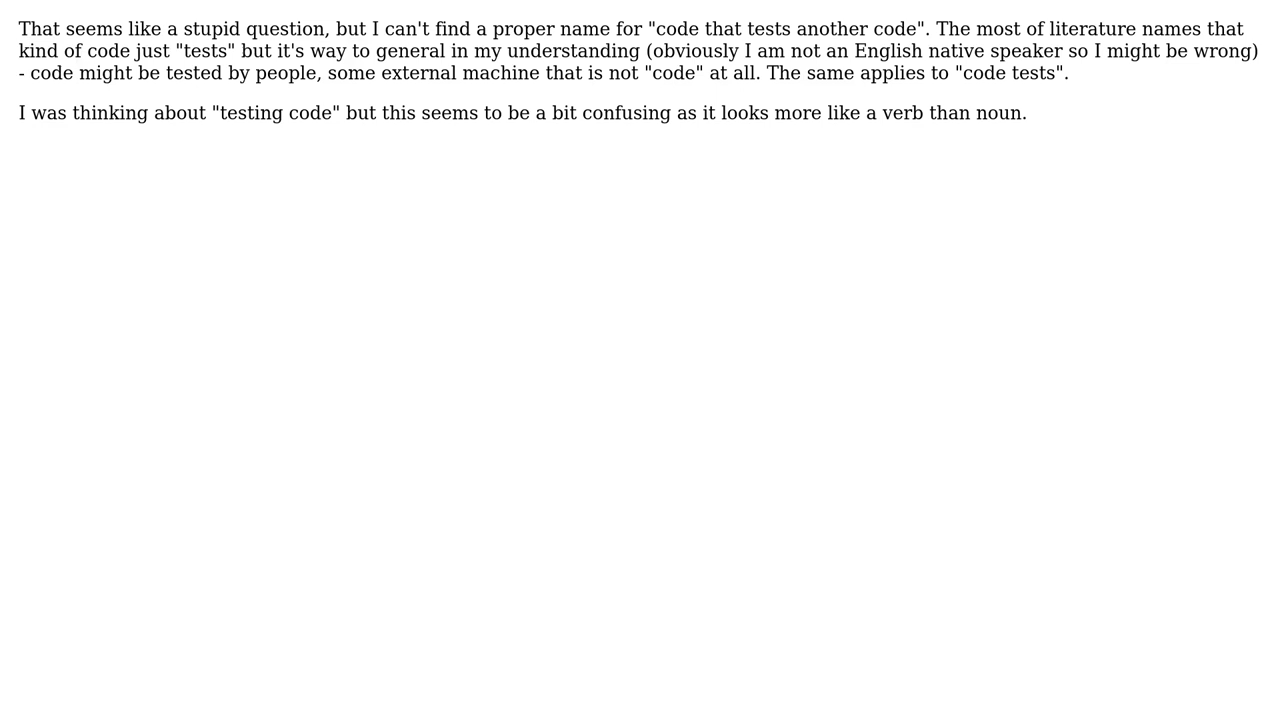 That seems like a stupid question, but I can't find a proper name for "code that tests another code". The most of literature names that
kind of code just "tests" but it's way to general in my understanding (obviously I am not an English native speaker so I might be wrong)
- code might be tested by people, some external machine that is not "code" at all. The same applies to "code tests".
I was thinking about "testing code" but this seems to be a bit confusing as it looks more like a verb than noun.